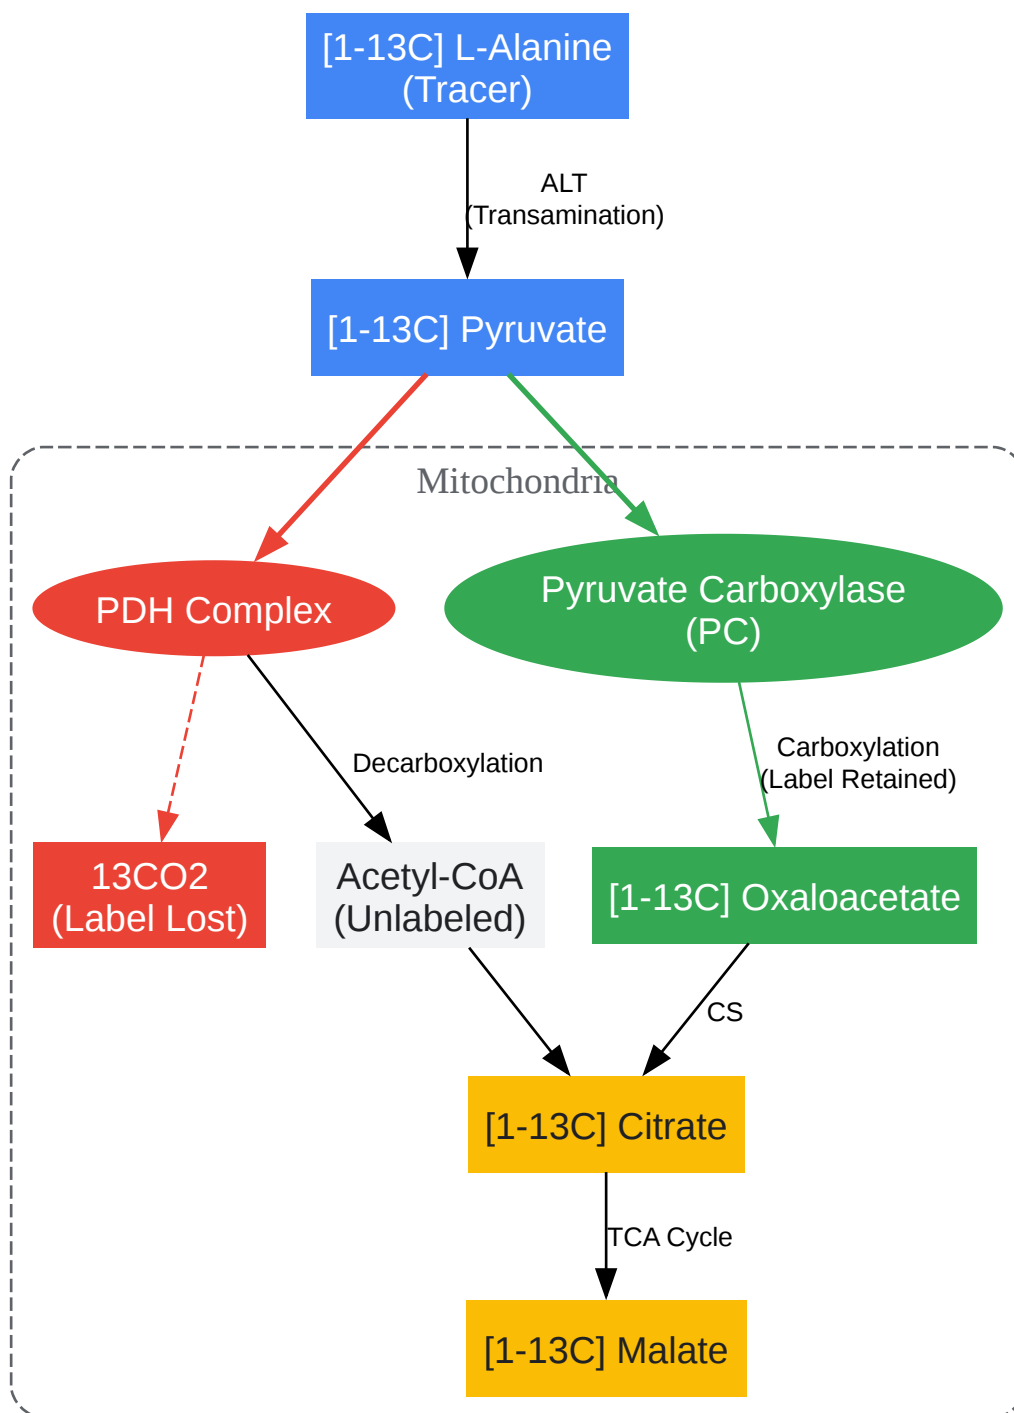 [1-13C] L-Alanine
(Tracer)
ALT
(Transamination)
[1-13C] Pyruvate
Mitochondria
PDH Complex
Pyruvate Carboxylase
(PC)
Decarboxylation
Carboxylation
(Label Retained)
13CO2
(Label Lost)
Acetyl-CoA
(Unlabeled)
[1-13C] Oxaloacetate
CS
[1-13C] Citrate
TCA Cycle
[1-13C] Malate